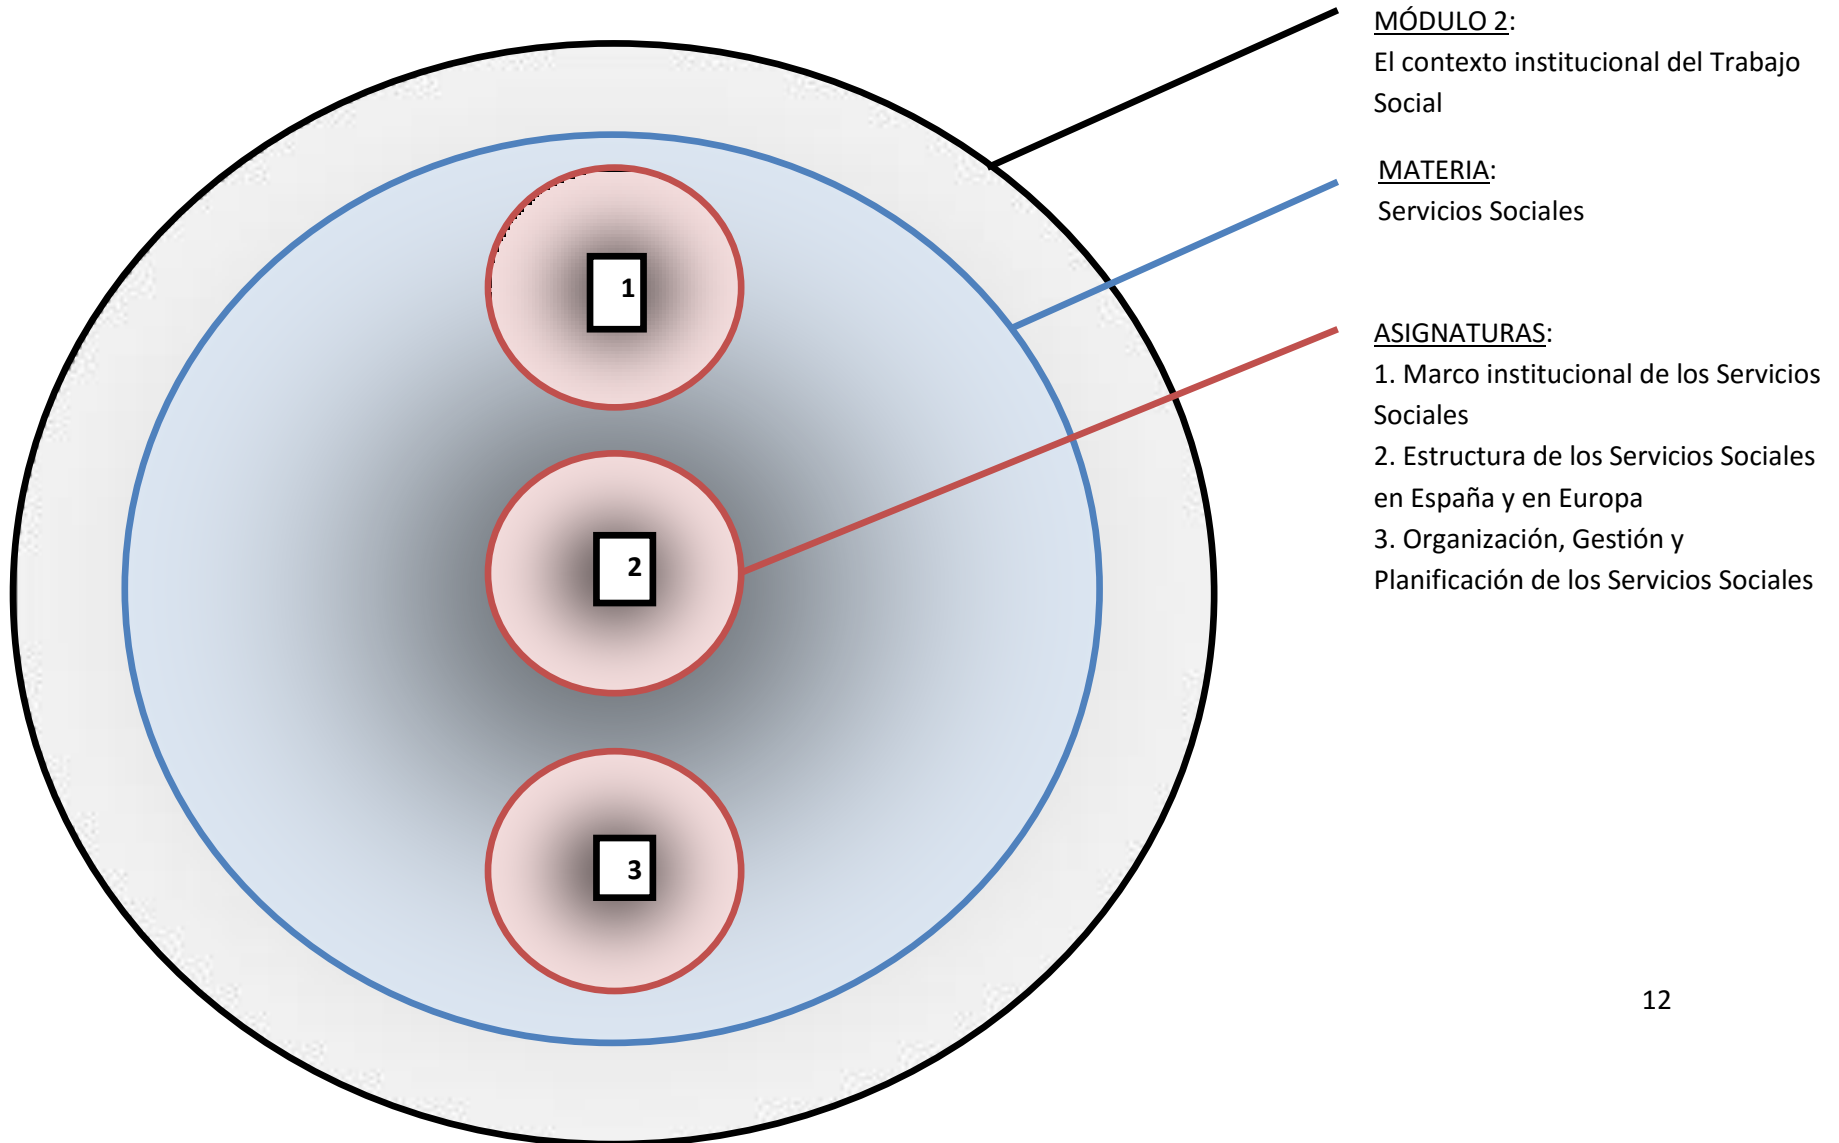 MÓDULO 2:
El contexto institucional del Trabajo
Social
MATERIA:
Servicios Sociales
1
ASIGNATURAS:
1. Marco institucional de los Servicios
Sociales
2. Estructura de los Servicios Sociales
en España y en Europa
3. Organización, Gestión y
Planificación de los Servicios Sociales
2
3
12